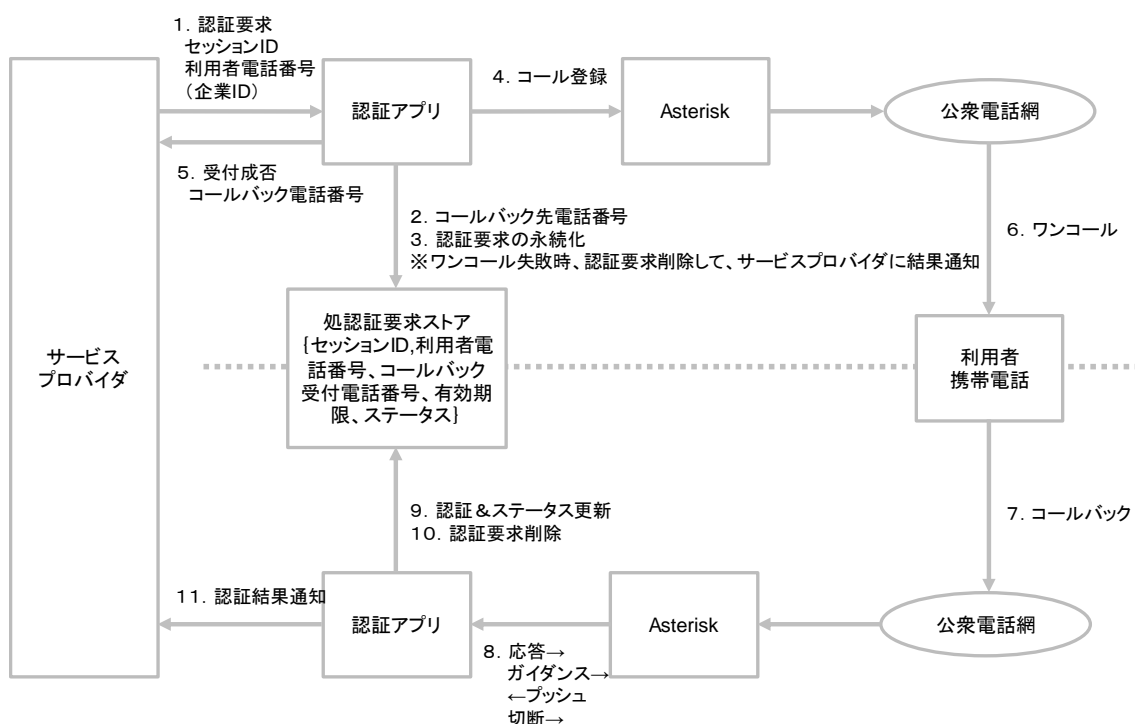 1．認証要求
セッションID
利用者電話番号
（企業ID）
認証アプリ
4．コール登録
Asterisk
公衆電話網
5．受付成否
コールバック電話番号
2．コールバック先電話番号
3．認証要求の永続化
※ワンコール失敗時、認証要求削除して、サービスプロバイダに結果通知
6．ワンコール
サービス
プロバイダ
処認証要求ストア
{セッションID,利用者電
話番号、コールバック
受付電話番号、有効期
限、ステータス}
利用者
携帯電話
9．認証＆ステータス更新
10．認証要求削除
7．コールバック
11．認証結果通知
認証アプリ
Asterisk
公衆電話網
8．応答→
ガイダンス→
←プッシュ
切断→